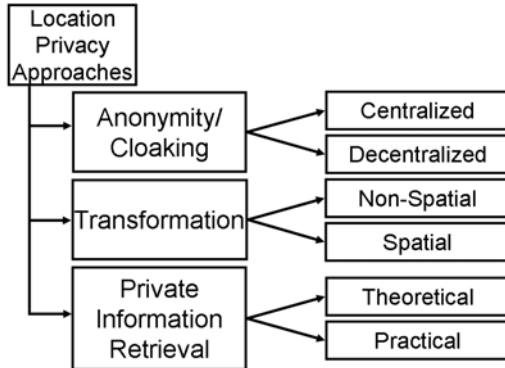 Location
Privacy
Approaches
Anonymity/
Cloaking
Centralized
Decentralized
Transformation
Non-Spatial
Spatial
Private
Information
Retrieval
Theoretical
Practical